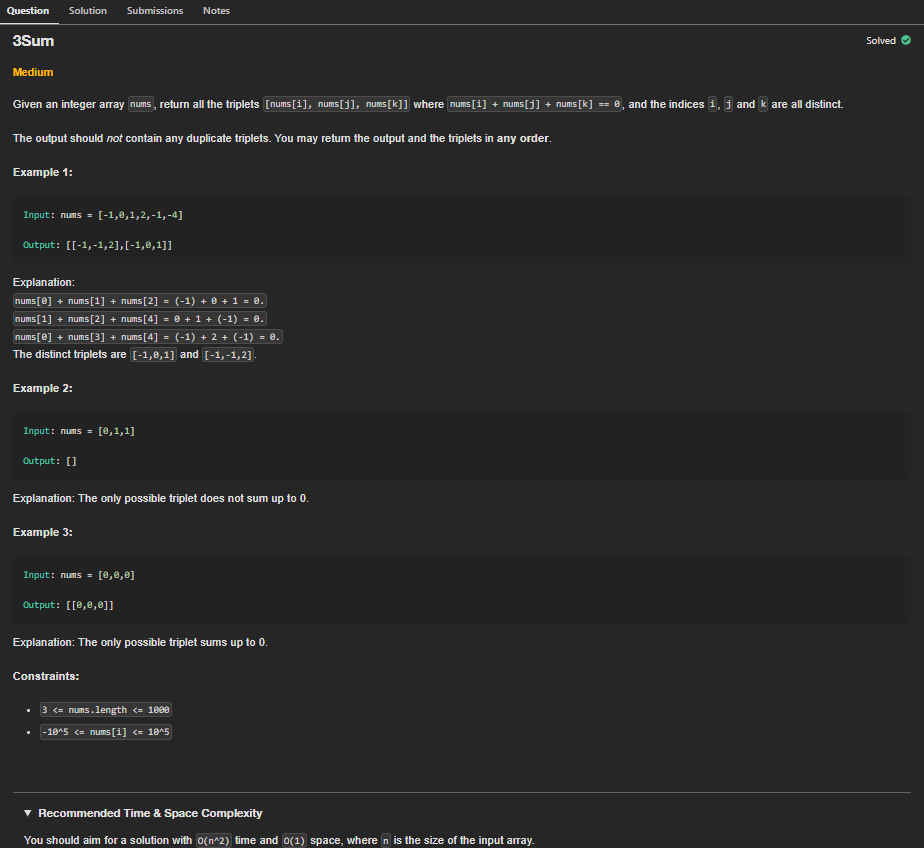 Question Solution Submissions Notes
3Sum
Solved
Medium
Given an integer array nums, return all the triplets [nums[i], nums[j], nums[k]] where nums[i] + nums[j] + nums[k] == 0, and the indices i, j and k are all distinct.
The output should not contain any duplicate triplets. You may return the output and the triplets in any order.
Example 1:
Input: nums = [-1,0,1,2,-1,-4]
Output: [[-1,-1,2],[-1,0,1]]
Explanation:
nums[0] + nums[1] + nums[2] = (-1) + 0 + 1 = 0.
nums[1] + nums[2] + nums[4] = 0 + 1 + (-1) = 0.
nums[0] + nums[3] + nums[4] = (-1) + 2 + (-1) = 0.
The distinct triplets are [-1,0,1] and [-1,-1,2].
Example 2:
Input: nums = [0,1,1]
Output: []
Explanation: The only possible triplet does not sum up to 0.
Example 3:
Input: nums = [0,0,0]
Output: [[0,0,0]]
Explanation: The only possible triplet sums up to 0.
Constraints:
• 3 <= nums.length <= 1000
• -10^5 <= nums[i] <= 10^5
▼ Recommended Time & Space Complexity
You should aim for a solution with O(n^2) time and O(1) space, where n is the size of the input array.